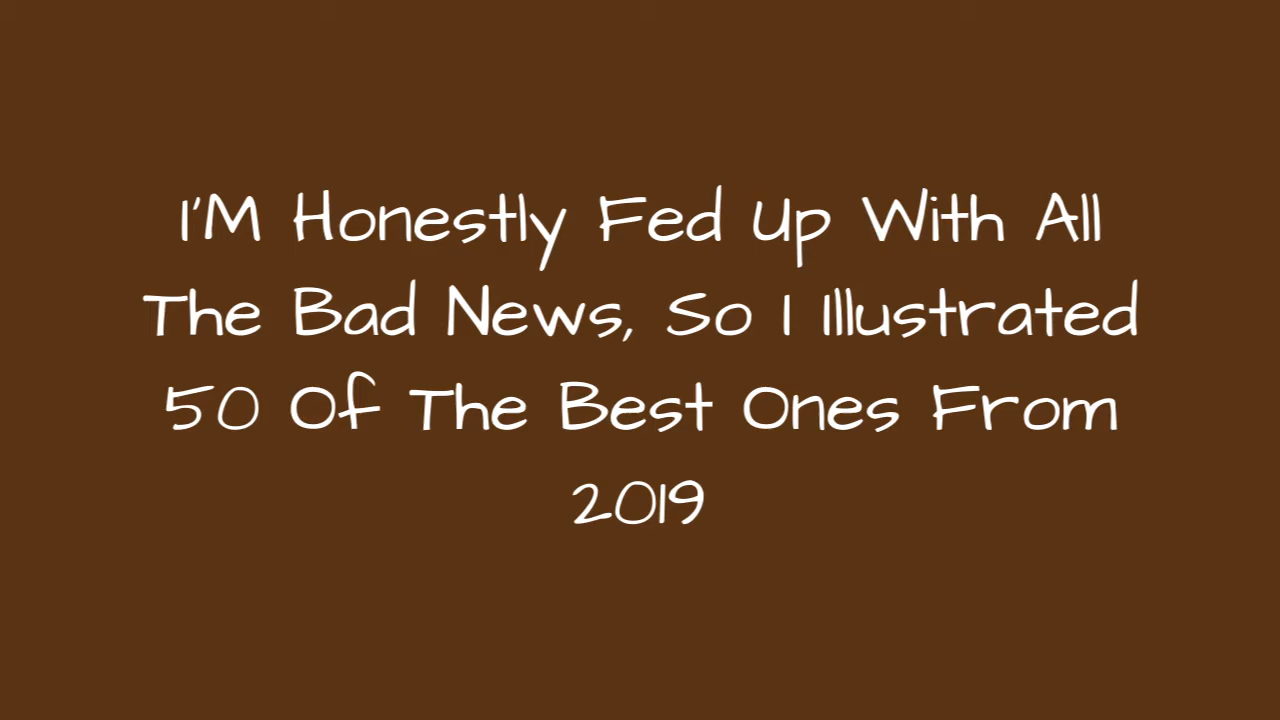 I'M Honestly Fed Up With All
The Bad News, So I Illustrated
50 Of The Best Ones From
2019